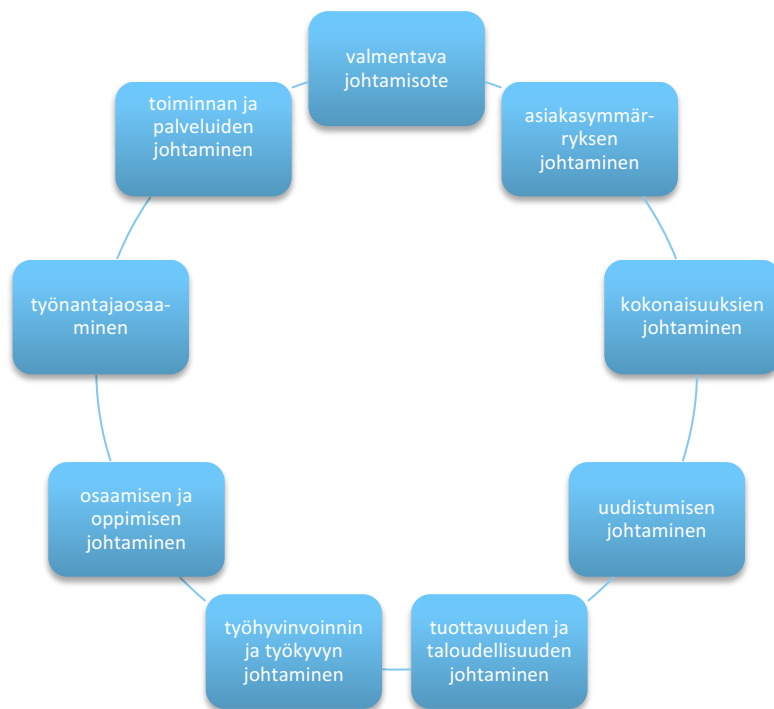 valmentava
johtamisote
asiakasymmär-
ryksen
johtaminen
kokonaisuuksien
johtaminen
uudistumisen
johtaminen
tuottavuuden ja
taloudellisuuden
johtaminen
työhyvinvoinnin
ja työkyvyn
johtaminen
osaamisen ja
oppimisen
johtaminen
työnantajaosaa-
minen
toiminnan ja
palveluiden
johtaminen